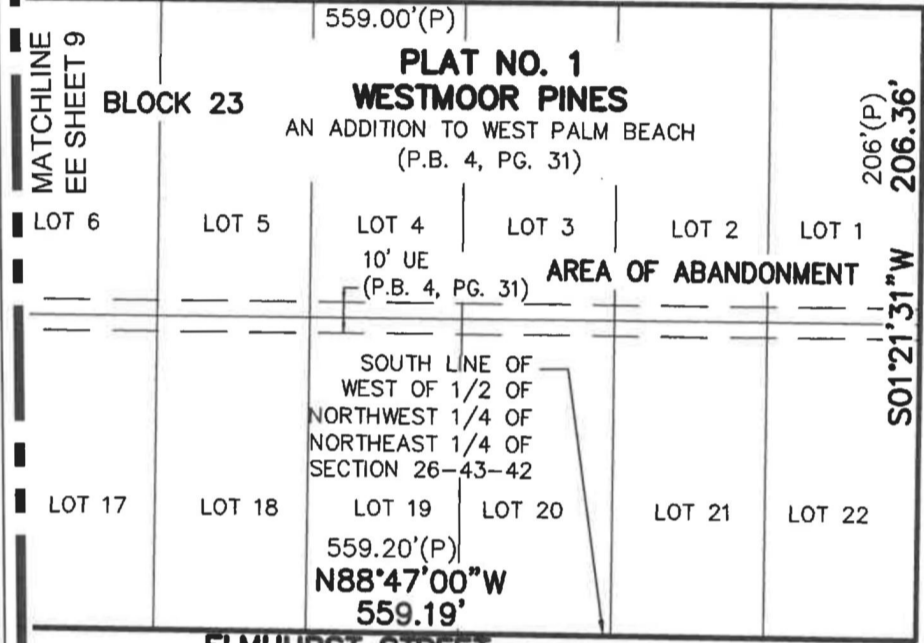 559.00'(P)
MATCHLINE
EE SHEET 9
BLOCK 23
PLAT NO. 1
WESTMOOR PINES
AN ADDITION TO WEST PALM BEACH
(P.B. 4, PG. 31)
206'(P)
206.36'
S01°21'31"W
LOT 6
LOT 5
LOT 4
LOT 3
LOT 2
LOT 1
10' UE
(P.B. 4, PG. 31)
AREA OF ABANDONMENT
SOUTH LINE OF
WEST OF 1/2 OF
NORTHWEST 1/4 OF
NORTHEAST 1/4 OF
SECTION 26-43-42
LOT 17
LOT 18
LOT 19
LOT 20
LOT 21
LOT 22
559.20'(P)
N88°47'00"W
559.19'
ELMHURST STREET